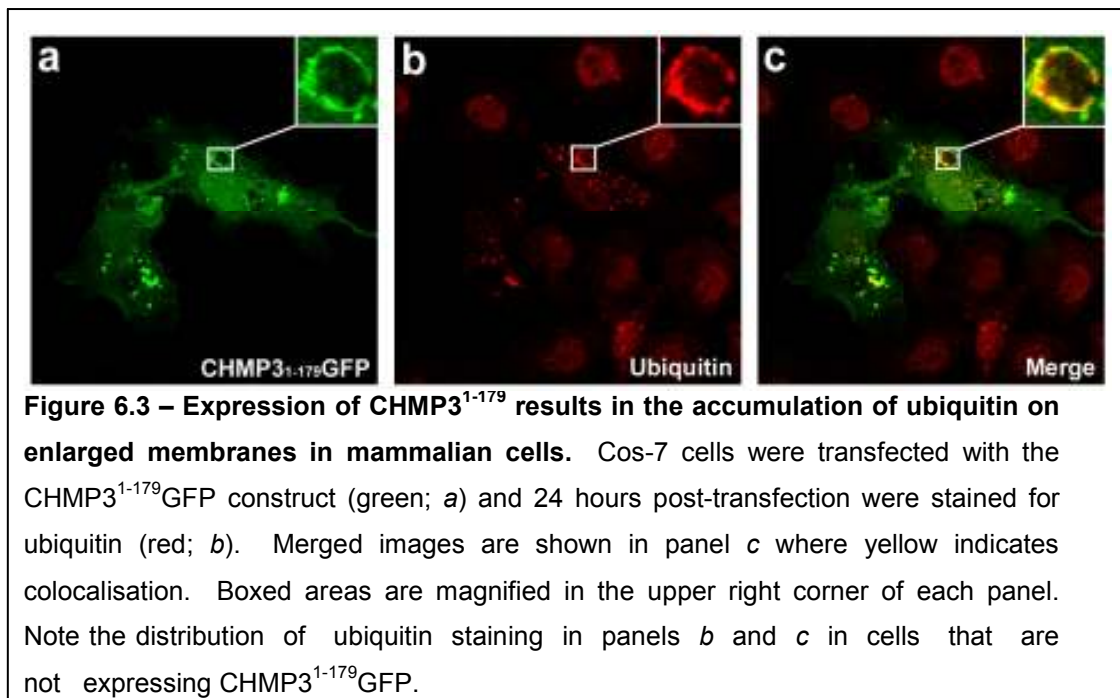 a b c
CHMP3₁₋₁₇₉GFP Ubiquitin Merge
Figure 6.3 – Expression of CHMP3¹⁻¹⁷⁹ results in the accumulation of ubiquitin on
enlarged membranes in mammalian cells. Cos-7 cells were transfected with the
CHMP3¹⁻¹⁷⁹GFP construct (green; a) and 24 hours post-transfection were stained for
ubiquitin (red; b). Merged images are shown in panel c where yellow indicates
colocalisation. Boxed areas are magnified in the upper right corner of each panel.
Note the distribution of ubiquitin staining in panels b and c in cells that are
not expressing CHMP3¹⁻¹⁷⁹GFP.